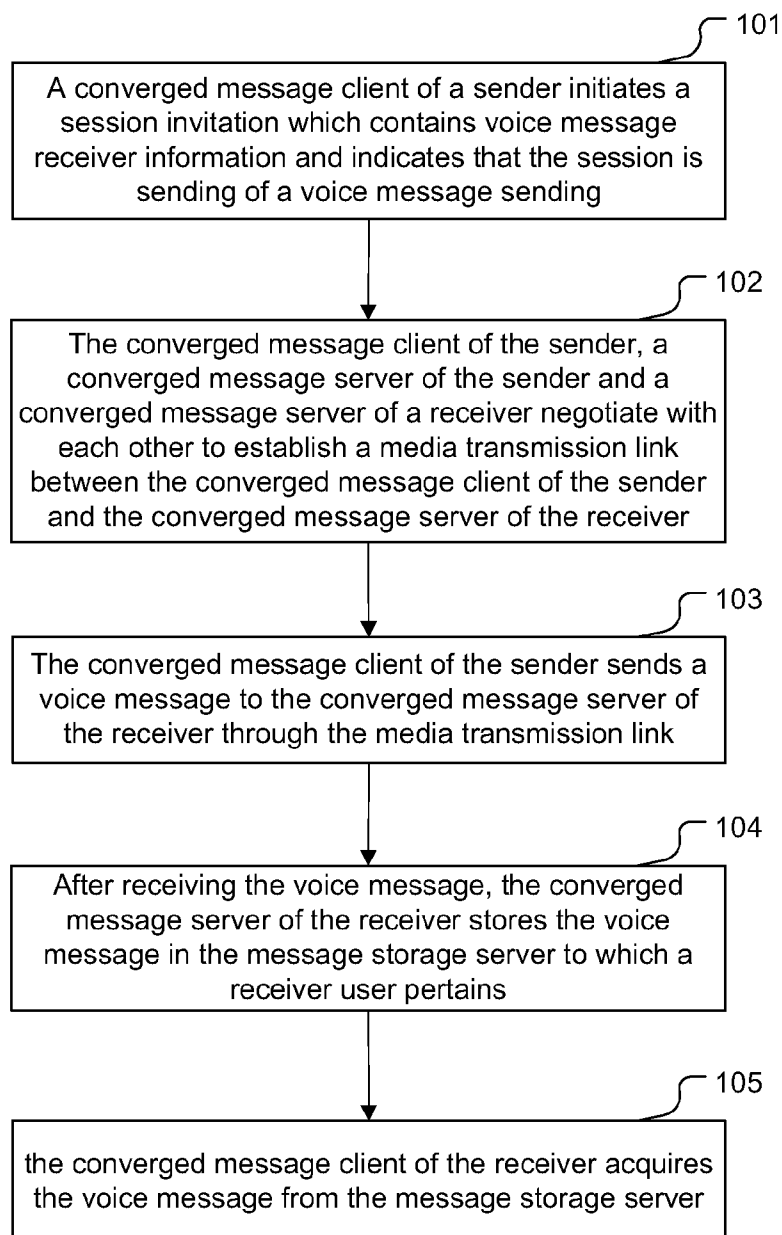 101
A converged message client of a sender initiates a
session invitation which contains voice message
receiver information and indicates that the session is
sending of a voice message sending
102
The converged message client of the sender, a
converged message server of the sender and a
converged message server of a receiver negotiate with
each other to establish a media transmission link
between the converged message client of the sender
and the converged message server of the receiver
103
The converged message client of the sender sends a
voice message to the converged message server of
the receiver through the media transmission link
104
After receiving the voice message, the converged
message server of the receiver stores the voice
message in the message storage server to which a
receiver user pertains
105
the converged message client of the receiver acquires
the voice message from the message storage server